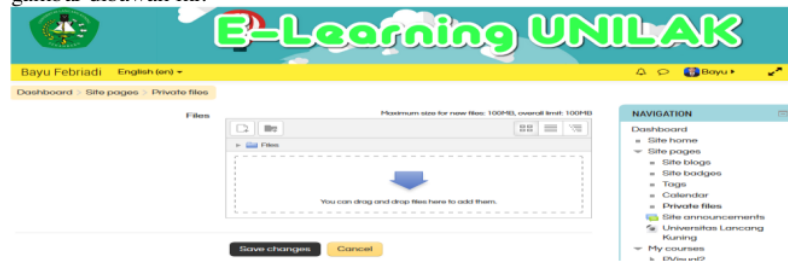 gambar dibawah ini:
E-Learning UNILAK
Bayu Febriadi English (en)
Bayu
Dashboard Site pages Private files
Files
Maximum size for new files: 100MB, overall limit: 100MB
Files
You can drag and drop files here to add them.
Save changes Cancel
NAVIGATION
Dashboard
Site home
Site pages
Site blogs
Site badges
Tags
Calendar
Private files
Site announcements
Universitas Lancang
Kuning
My courses